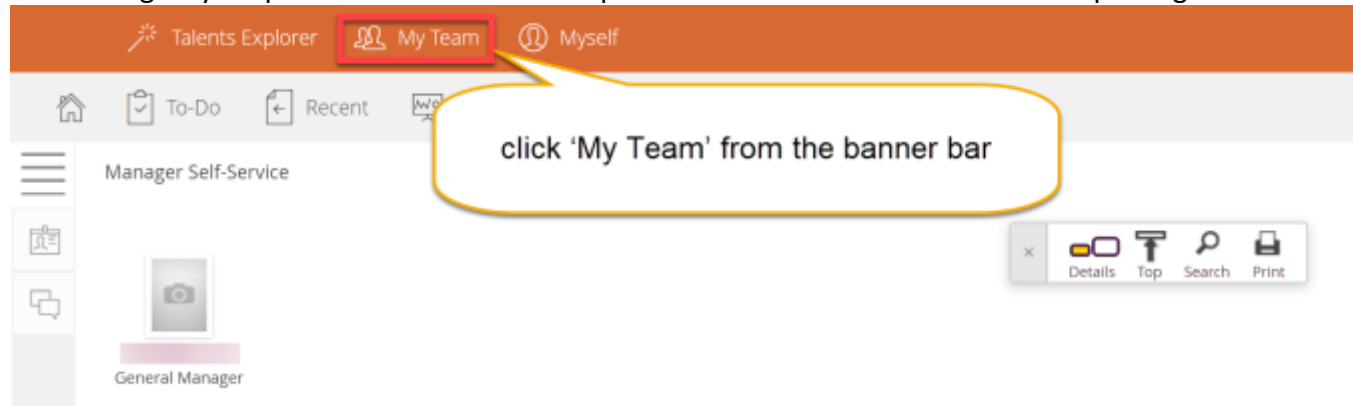 Talents Explorer My Team Myself
To-Do Recent
click ‘My Team’ from the banner bar
Manager Self-Service
Details Top Search Print
General Manager